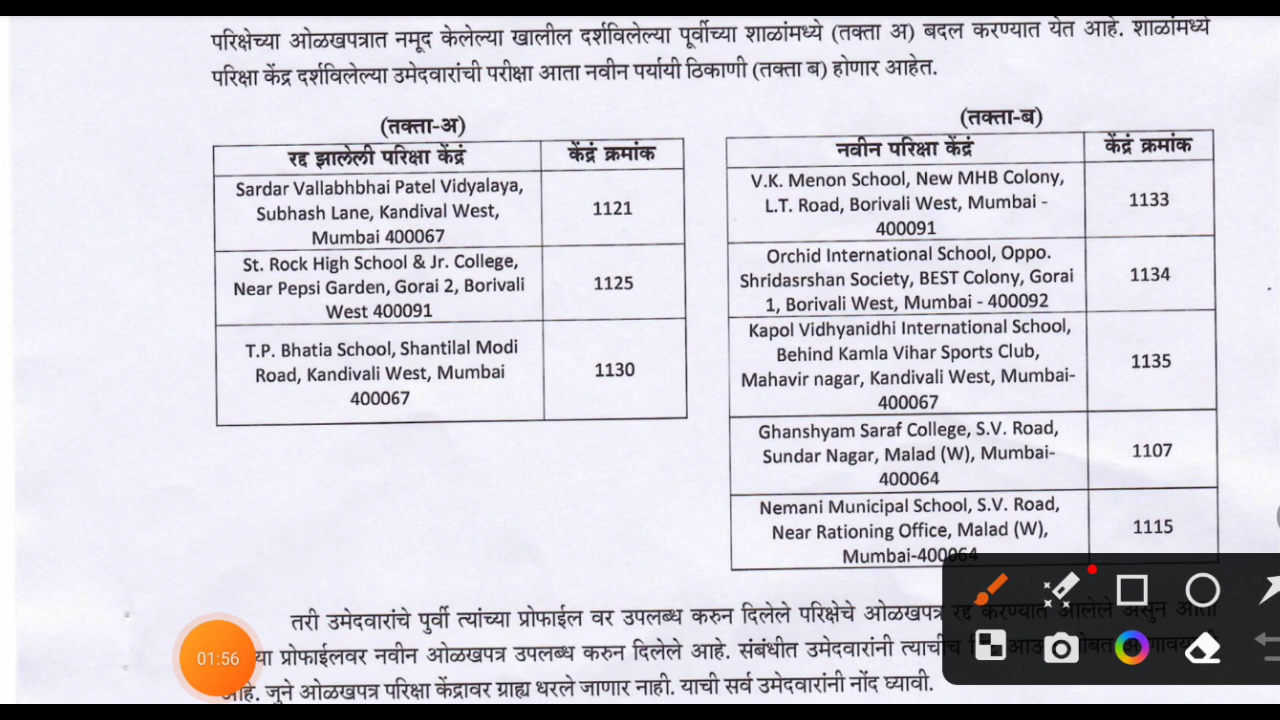 परिक्षेच्या ओळखपत्रात नमूद केलेल्या खालील दर्शविलेल्या पूर्वीच्या शाळांमध्ये (तक्ता अ) बदल करण्यात येत आहे. शाळांमध्ये
परिक्षा केंद्र दर्शविलेल्या उमेदवारांची परीक्षा आता नवीन पर्यायी ठिकाणी (तक्ता ब) होणार आहेत.
(तक्ता-अ)
रद्द झालेली परिक्षा केंद्रं केंद्रं क्रमांक
Sardar Vallabhbhai Patel Vidyalaya,
Subhash Lane, Kandival West,
Mumbai 400067
1121
St. Rock High School & Jr. College,
Near Pepsi Garden, Gorai 2, Borivali
West 400091
1125
T.P. Bhatia School, Shantilal Modi
Road, Kandivali West, Mumbai
400067
1130
(तक्ता-ब)
नवीन परिक्षा केंद्रं केंद्रं क्रमांक
V.K. Menon School, New MHB Colony,
L.T. Road, Borivali West, Mumbai -
400091
1133
Orchid International School, Oppo.
Shridasrshan Society, BEST Colony, Gorai
1, Borivali West, Mumbai - 400092
1134
Kapol Vidhyanidhi International School,
Behind Kamla Vihar Sports Club,
Mahavir nagar, Kandivali West, Mumbai-
400067
1135
Ghanshyam Saraf College, S.V. Road,
Sundar Nagar, Malad (W), Mumbai-
400064
1107
Nemani Municipal School, S.V. Road,
Near Rationing Office, Malad (W),
Mumbai-400064
1115
तरी उमेदवारांचे पुर्वी त्यांच्या प्रोफाईल वर उपलब्ध करुन दिलेले परिक्षेचे ओळखपत्र रद्द करण्यात आलेले असुन आता
या प्रोफाईलवर नवीन ओळखपत्र उपलब्ध करुन दिलेले आहे. संबंधीत उमेदवारांनी त्याचीच
आहे. जुने ओळखपत्र परिक्षा केंद्रावर ग्राह्य धरले जाणार नाही. याची सर्व उमेदवारांनी नोंद घ्यावी.
01:56